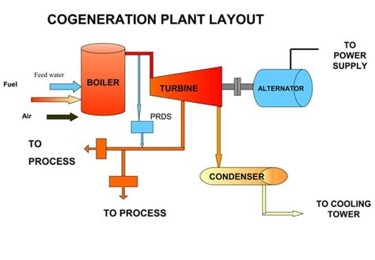 COGENERATION PLANT LAYOUT
TO
POWER
SUPPLY
Feed water
Fuel
BOILER
TURBINE
ALTERNATOR
Air
PRDS
TO
PROCESS
CONDENSER
TO PROCESS
TO COOLING
TOWER